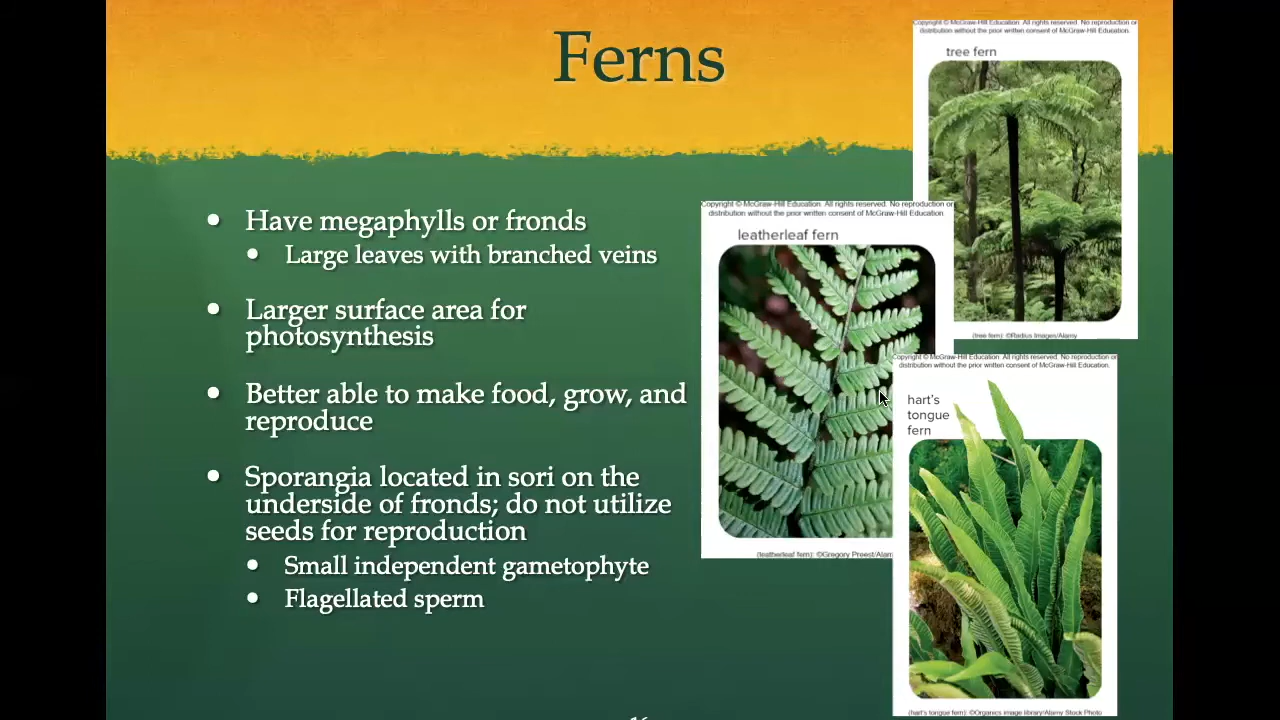 Ferns
Have megaphylls or fronds
Large leaves with branched veins
Larger surface area for
photosynthesis
Better able to make food, grow, and
reproduce
Sporangia located in sori on the
underside of fronds; do not utilize
seeds for reproduction
Small independent gametophyte
Flagellated sperm
Copyright © McGraw-Hill Education. All rights reserved. No reproduction or
distribution without the prior written consent of McGraw-Hill Education.
tree fern
(tree fern): ©Radius Images/Alamy
Copyright © McGraw-Hill Education. All rights reserved. No reproduction or
distribution without the prior written consent of McGraw-Hill Education.
leatherleaf fern
(leatherleaf fern): ©Gregory Preest/Alam
Copyright © McGraw-Hill Education. All rights reserved. No reproduction or
distribution without the prior written consent of McGraw-Hill Education.
hart's
tongue
fern
(hart's tongue fern): ©Organics image library/Alamy Stock Photo